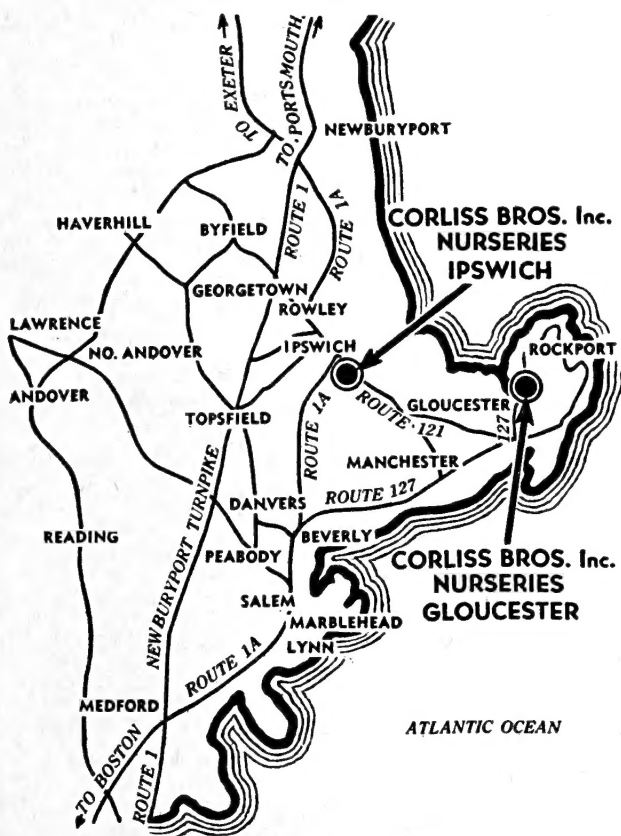 TO EXETER
TO PORTSMOUTH
NEWBURYPORT
ROUTE 1
ROUTE 1A
CORLISS BROS. Inc.
NURSERIES
IPSWICH
HAVERHILL
BYFIELD
GEORGETOWN
ROWLEY
LAWRENCE
NO. ANDOVER
IPSWICH
ROCKPORT
ANDOVER
TOPSFIELD
ROUTE 1A
ROUTE 121
GLOUCESTER
127
MANCHESTER
DANVERS
ROUTE 127
READING
NEWBURYPORT TURNPIKE
PEABODY
BEVERLY
CORLISS BROS. Inc.
NURSERIES
GLOUCESTER
SALEM
MARBLEHEAD
LYNN
ROUTE 1A
MEDFORD
ATLANTIC OCEAN
TO BOSTON
ROUTE 1